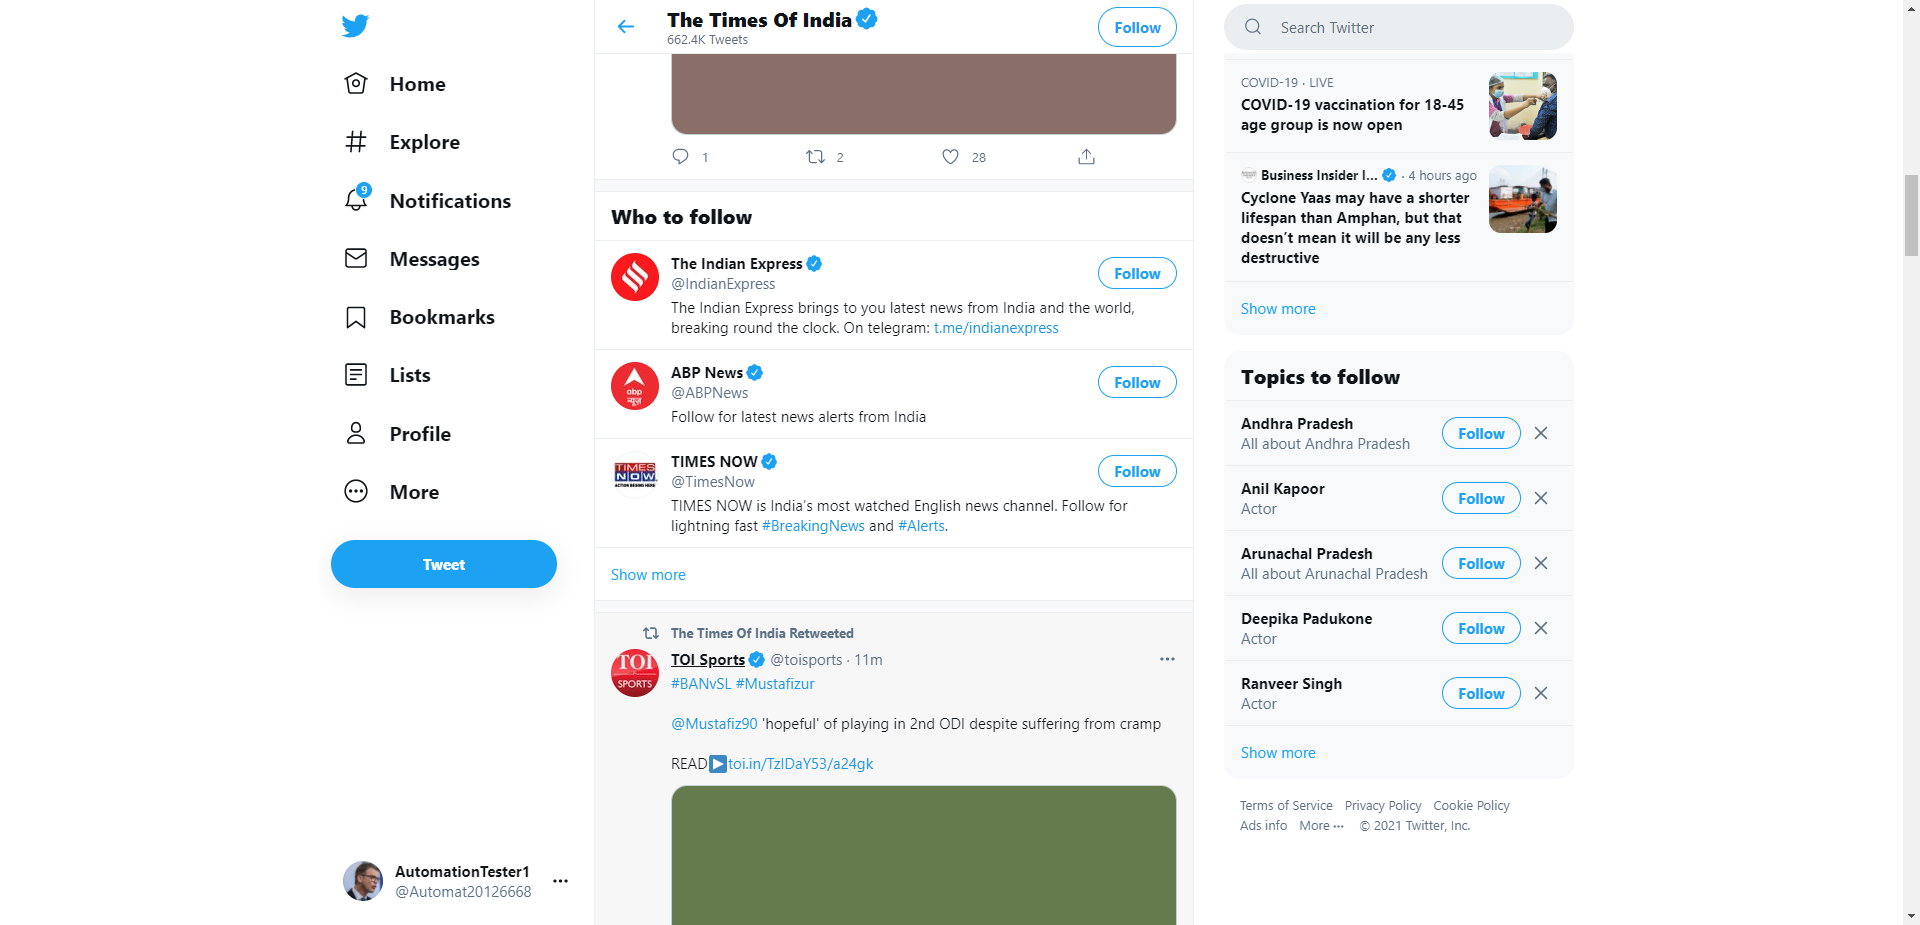 Home
Explore
9
Notifications
Messages
Bookmarks
Lists
Profile
More
Tweet
AutomationTester1
@Automat20126668
The Times Of India
662.4K Tweets
Follow
1
2
28
Who to follow
The Indian Express
@IndianExpress
Follow
The Indian Express brings to you latest news from India and the world,
breaking round the clock. On telegram: t.me/indianexpress
abp
न्यूज़
ABP News
@ABPNews
Follow
Follow for latest news alerts from India
TIMES
NOW
ACTION BEGINS HERE
TIMES NOW
@TimesNow
Follow
TIMES NOW is India's most watched English news channel. Follow for
lightning fast #BreakingNews and #Alerts.
Show more
The Times Of India Retweeted
TOI
SPORTS
TOI Sports @toisports · 11m
#BANvSL #Mustafizur
@Mustafiz90 'hopeful' of playing in 2nd ODI despite suffering from cramp
READ▶toi.in/TzlDaY53/a24gk
Search Twitter
COVID-19 · LIVE
COVID-19 vaccination for 18-45
age group is now open
Business Insider I... · 4 hours ago
Cyclone Yaas may have a shorter
lifespan than Amphan, but that
doesn't mean it will be any less
destructive
Show more
Topics to follow
Andhra Pradesh
All about Andhra Pradesh
Follow
Anil Kapoor
Actor
Follow
Arunachal Pradesh
All about Arunachal Pradesh
Follow
Deepika Padukone
Actor
Follow
Ranveer Singh
Actor
Follow
Show more
Terms of Service Privacy Policy Cookie Policy
Ads info More ··· © 2021 Twitter, Inc.